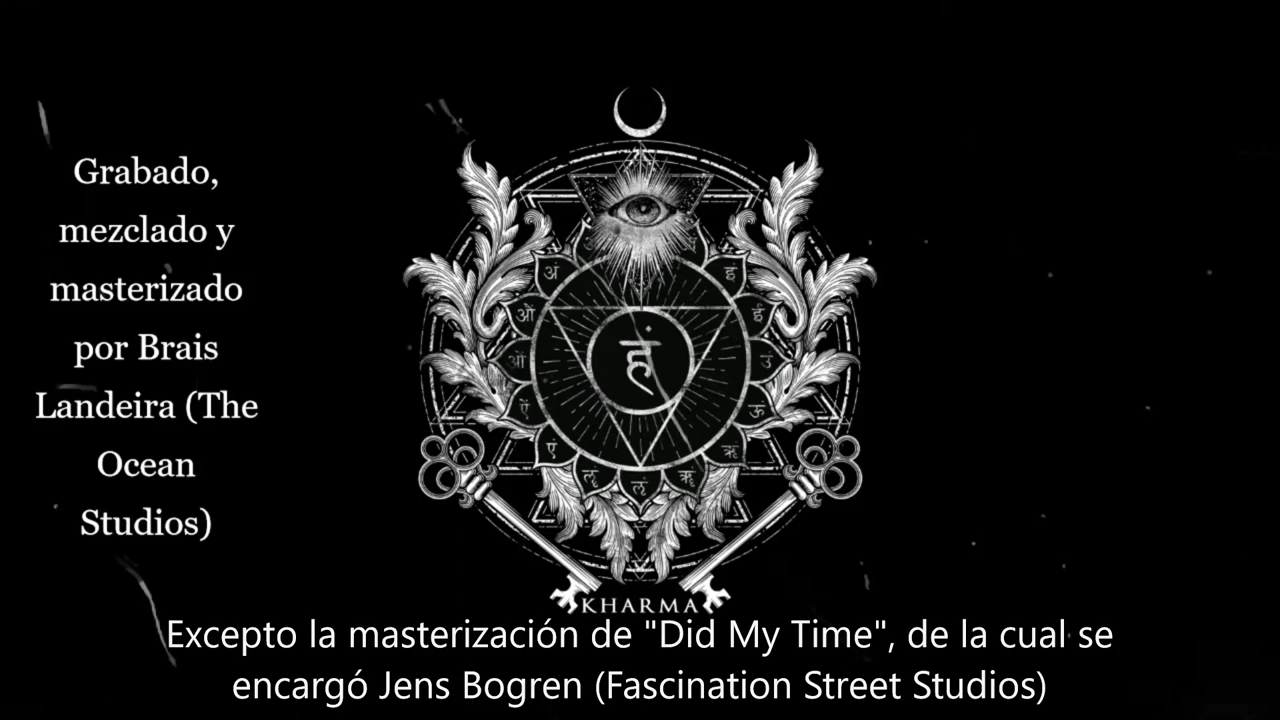 Grabado,
mezclado y
masterizado
por Brais
Landeira (The
Ocean
Studios)
अं
इ
ओं
ई
औ
उं
ऐं
ऊ
एं
ऋ
ऌ
ऌं
ॠ
हं
KHARMA
Excepto la masterización de "Did My Time", de la cual se
encargó Jens Bogren (Fascination Street Studios)